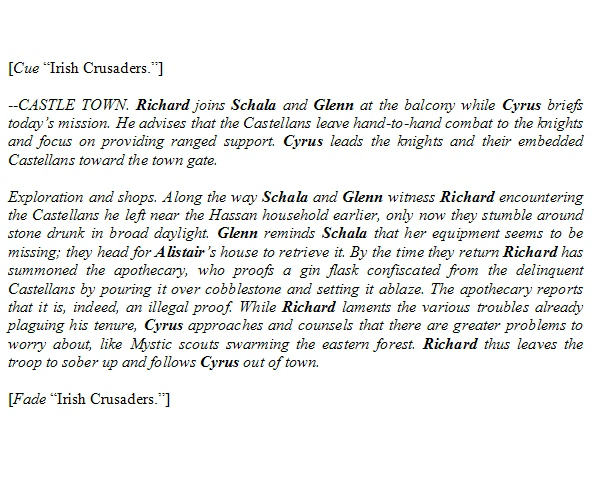 [Cue “Irish Crusaders.”]
--CASTLE TOWN. Richard joins Schala and Glenn at the balcony while Cyrus briefs
today’s mission. He advises that the Castellans leave hand-to-hand combat to the knights
and focus on providing ranged support. Cyrus leads the knights and their embedded
Castellans toward the town gate.
Exploration and shops. Along the way Schala and Glenn witness Richard encountering
the Castellans he left near the Hassan household earlier, only now they stumble around
stone drunk in broad daylight. Glenn reminds Schala that her equipment seems to be
missing; they head for Alistair’s house to retrieve it. By the time they return Richard has
summoned the apothecary, who proofs a gin flask confiscated from the delinquent
Castellans by pouring it over cobblestone and setting it ablaze. The apothecary reports
that it is, indeed, an illegal proof. While Richard laments the various troubles already
plaguing his tenure, Cyrus approaches and counsels that there are greater problems to
worry about, like Mystic scouts swarming the eastern forest. Richard thus leaves the
troop to sober up and follows Cyrus out of town.
[Fade “Irish Crusaders.”]